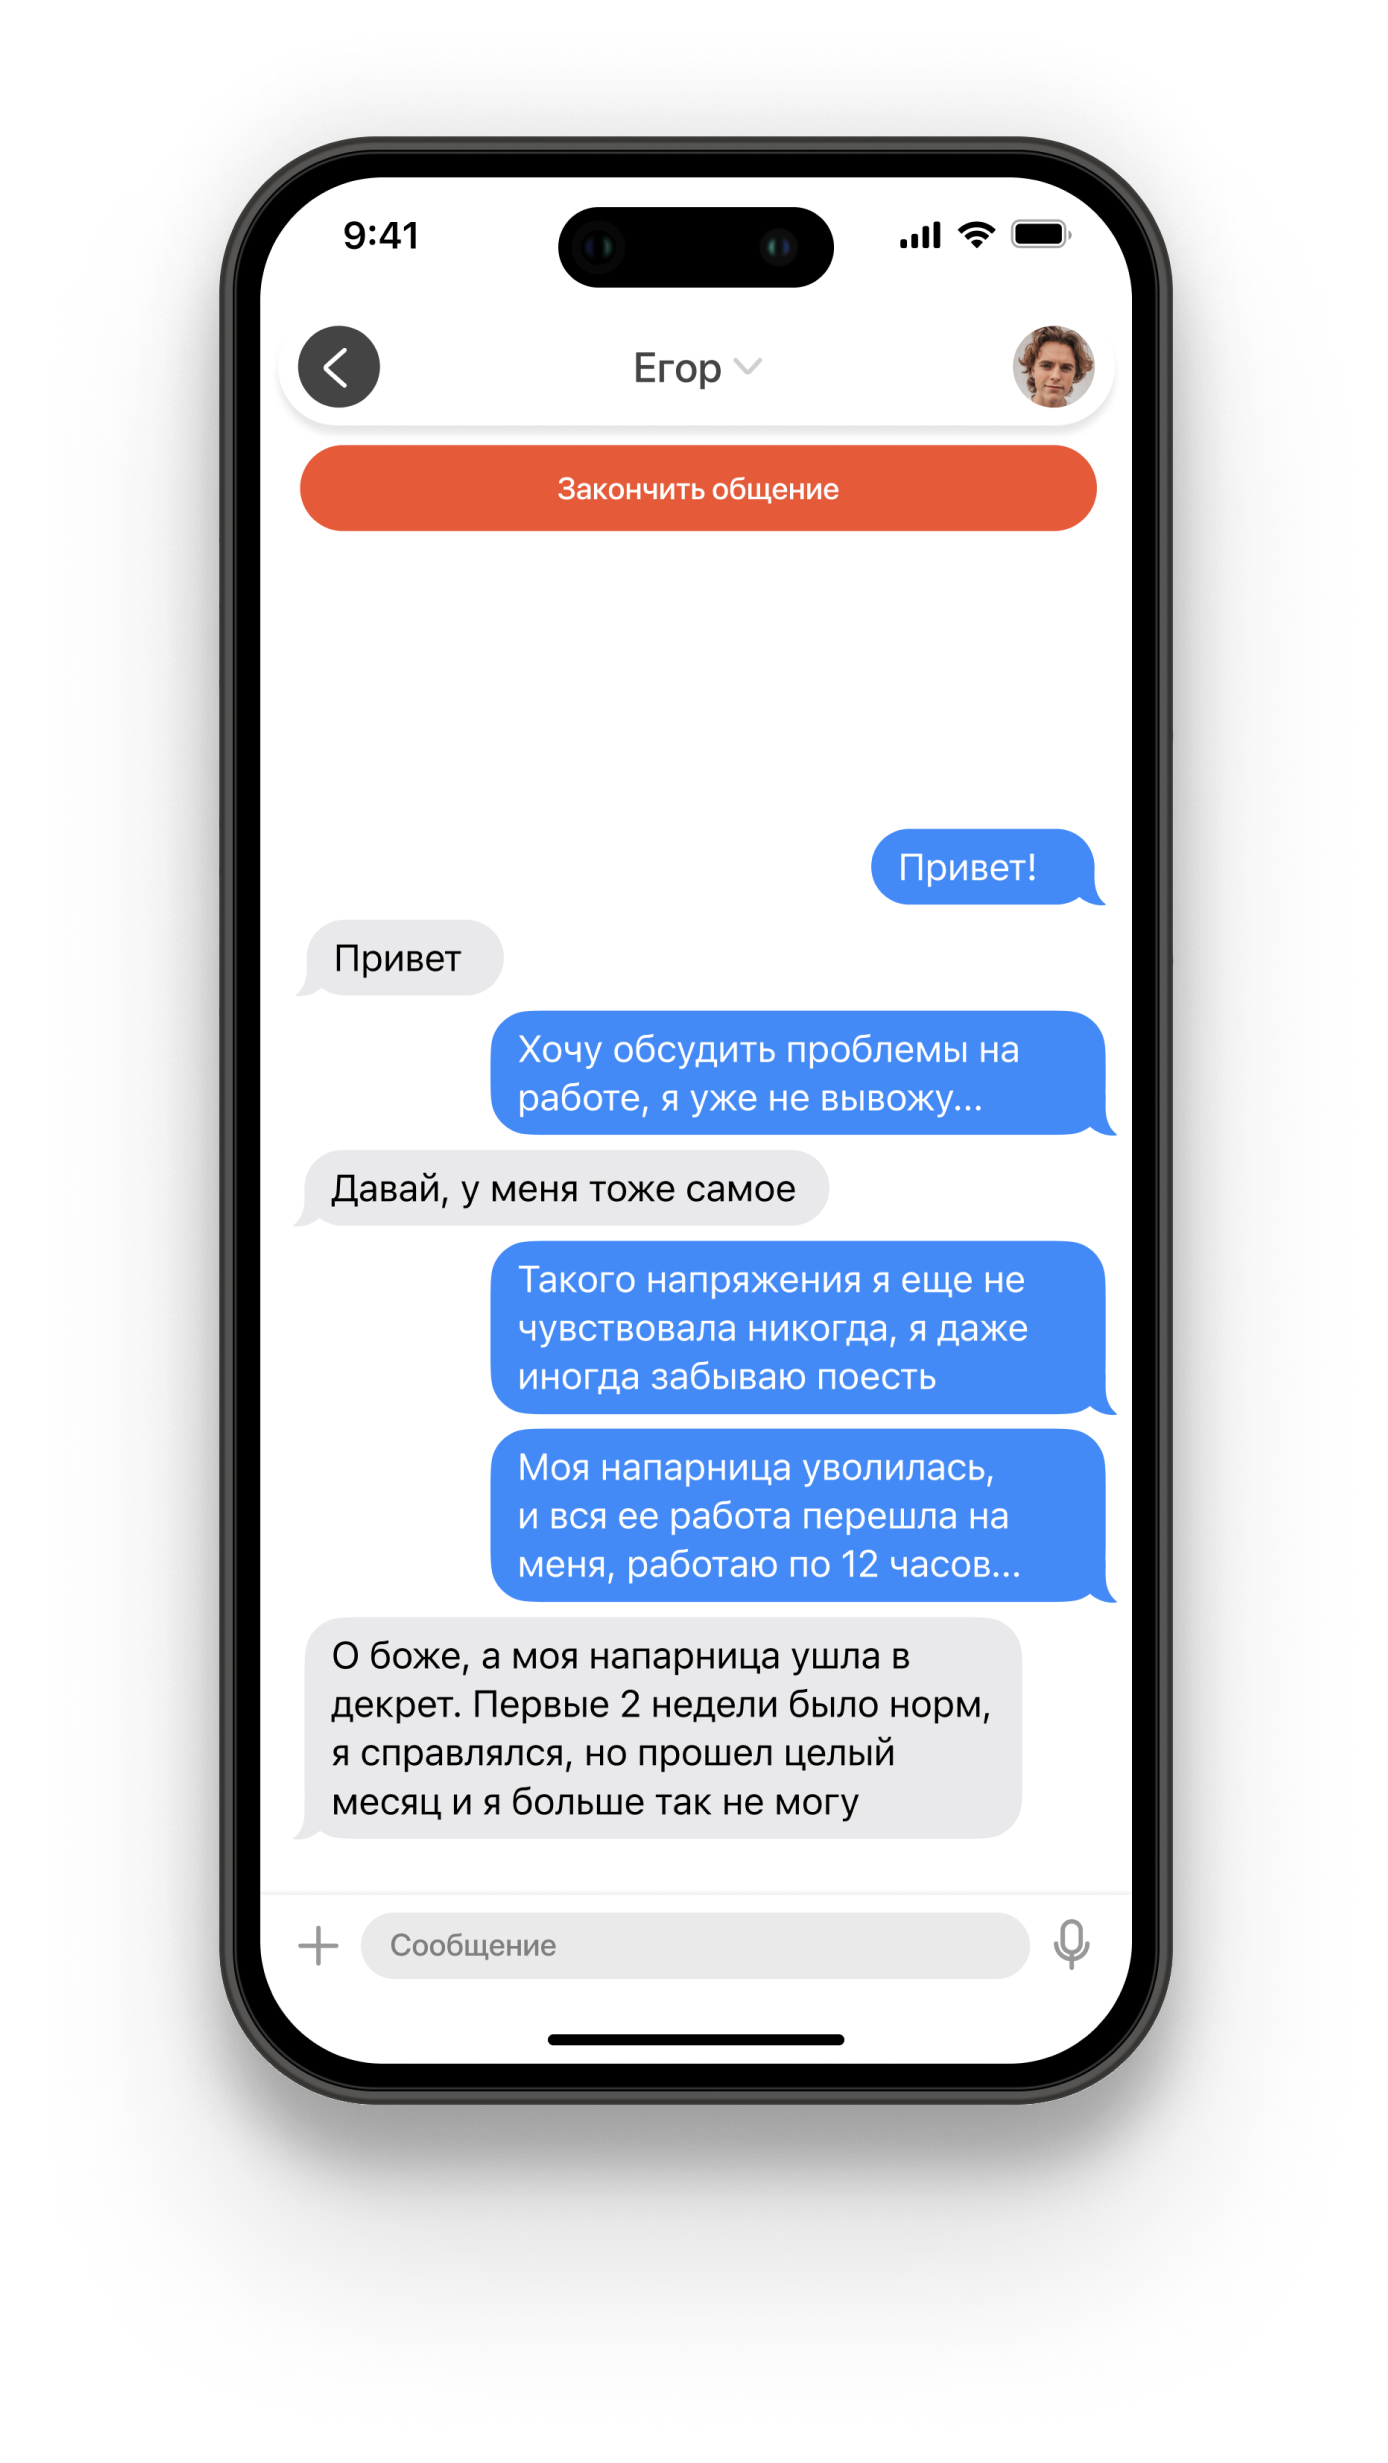 9:41
Егор
Закончить общение
Привет!
Привет
Хочу обсудить проблемы на
работе, я уже не вывожу...
Давай, у меня тоже самое
Такого напряжения я еще не
чувствовала никогда, я даже
иногда забываю поесть
Моя напарница уволилась,
и вся ее работа перешла на
меня, работаю по 12 часов...
О боже, а моя напарница ушла в
декрет. Первые 2 недели было норм,
я справлялся, но прошел целый
месяц и я больше так не могу
Сообщение